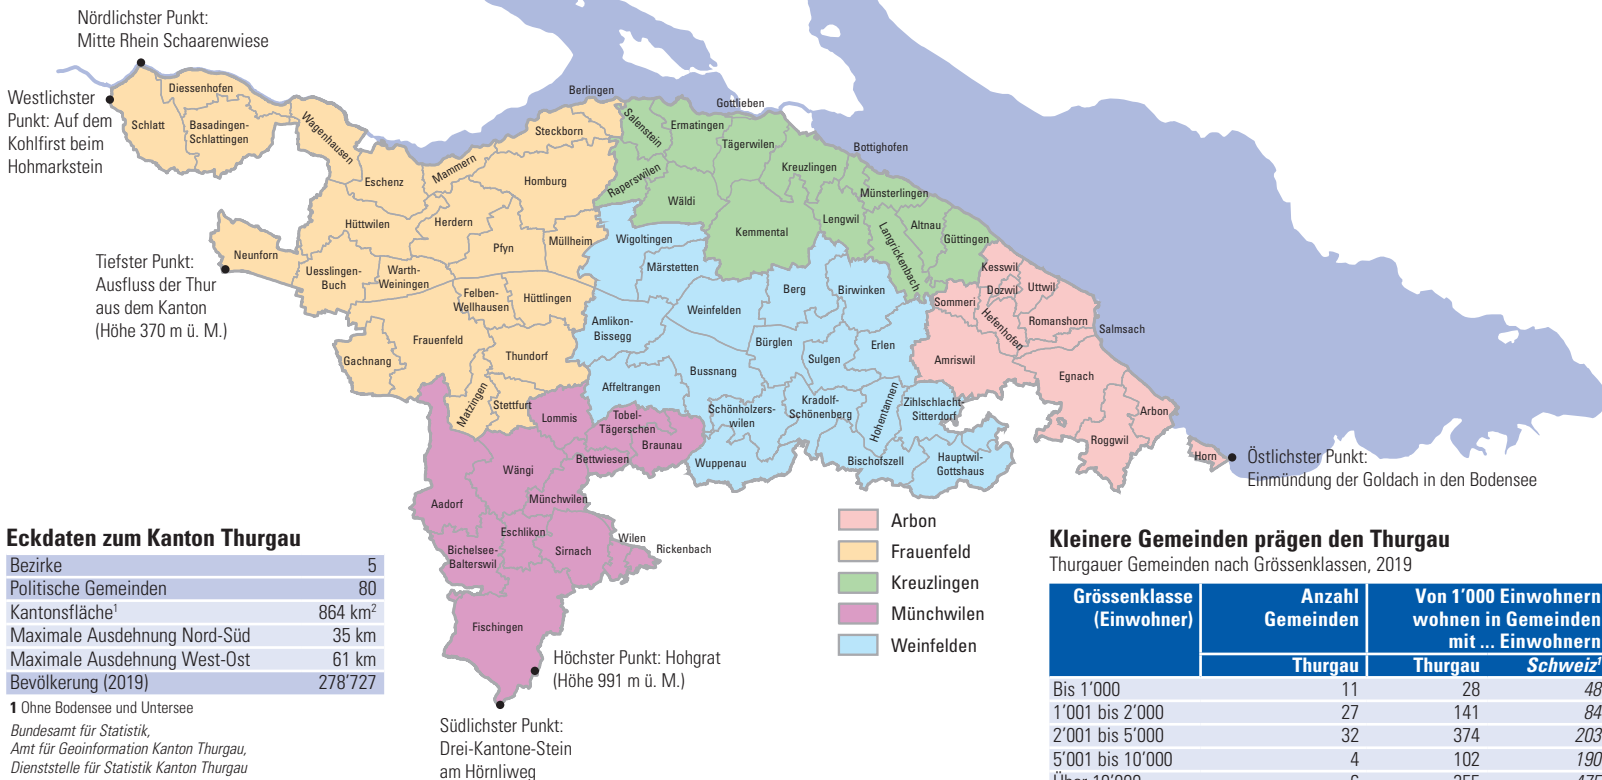 Nördlichster Punkt:
Mitte Rhein Schaarenwiese
Westlichster
Punkt: Auf dem
Kohlfirst beim
Hohmarkstein
Tiefster Punkt:
Ausfluss der Thur
aus dem Kanton
(Höhe 370 m ü. M.)
Schlatt
Diessenhofen
Basadingen-
Schlattingen
Wagenhausen
Eschenz
Mammern
Steckborn
Berlingen
Homburg
Hüttwilen
Herdern
Pfyn
Müllheim
Neunforn
Uesslingen-
Buch
Warth-
Weiningen
Felben-
Wellhausen
Hüttlingen
Frauenfeld
Gachnang
Thundorf
Matzingen
Stettfurt
Salenstein
Ermatingen
Gottlieben
Tägerwilen
Kreuzlingen
Bottighofen
Raperswilen
Wäldi
Kemmental
Lengwil
Münsterlingen
Langrickenbach
Altnau
Güttingen
Wigoltingen
Märstetten
Weinfelden
Berg
Birwinken
Amlikon-
Bissegg
Bürglen
Sulgen
Erlen
Bussnang
Affeltrangen
Schönholzers-
wilen
Kradolf-
Schönenberg
Hohentannen
Zihlschlacht-
Sitterdorf
Wuppenau
Bischofszell
Hauptwil-
Gottshaus
Kesswil
Dozwil
Uttwil
Sommeri
Hefenhofen
Romanshorn
Salmsach
Amriswil
Egnach
Arbon
Roggwil
Horn
Östlichster Punkt:
Einmündung der Goldach in den Bodensee
Lommis
Tobel-
Tägerschen
Braunau
Bettwiesen
Wängi
Münchwilen
Aadorf
Eschlikon
Bichelsee-
Balterswil
Sirnach
Wilen
Rickenbach
Fischingen
Höchster Punkt: Hohgrat
(Höhe 991 m ü. M.)
Südlichster Punkt:
Drei-Kantone-Stein
am Hörnliweg
Arbon
Frauenfeld
Kreuzlingen
Münchwilen
Weinfelden
Eckdaten zum Kanton Thurgau
Bezirke 5
Politische Gemeinden 80
Kantonsfläche¹ 864 km²
Maximale Ausdehnung Nord-Süd 35 km
Maximale Ausdehnung West-Ost 61 km
Bevölkerung (2019) 278’727
1 Ohne Bodensee und Untersee
Bundesamt für Statistik,
Amt für Geoinformation Kanton Thurgau,
Dienststelle für Statistik Kanton Thurgau
Kleinere Gemeinden prägen den Thurgau
Thurgauer Gemeinden nach Grössenklassen, 2019
Grössenklasse Anzahl Von 1’000 Einwohnern
(Einwohner) Gemeinden wohnen in Gemeinden
mit ... Einwohnern
Thurgau Thurgau Schweiz¹
Bis 1’000 11 28 48
1’001 bis 2’000 27 141 84
2’001 bis 5’000 32 374 203
5’001 bis 10’000 4 102 190
Über 10’000 6 355 475